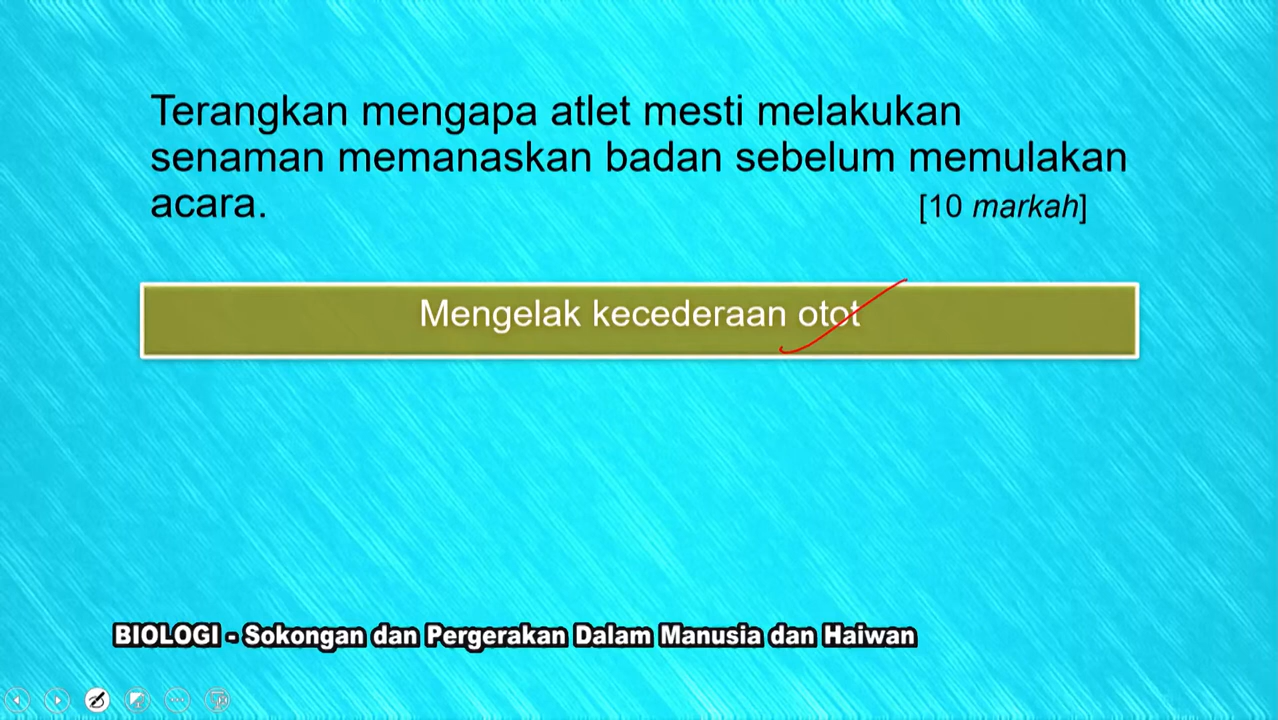 Terangkan mengapa atlet mesti melakukan
senaman memanaskan badan sebelum memulakan
acara. [10 markah]
Mengelak kecederaan otot
BIOLOGI - Sokongan dan Pergerakan Dalam Manusia dan Haiwan